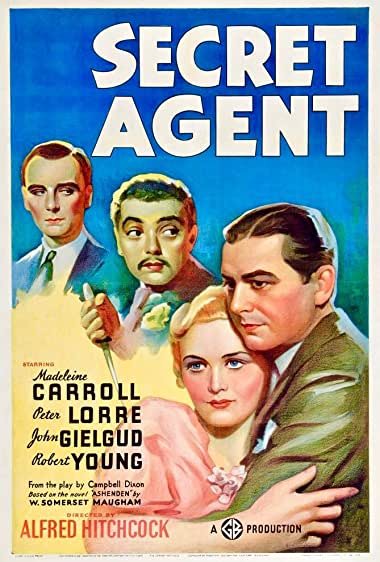 SECRET
AGENT
STARRING
Madeleine
CARROLL
Peter LORRE
John GIELGUD
Robert YOUNG
From the play by Campbell Dixon
Based on the novel 'ASHENDEN' by
W. SOMERSET MAUGHAM
DIRECTED BY
ALFRED HITCHCOCK
A GB PRODUCTION